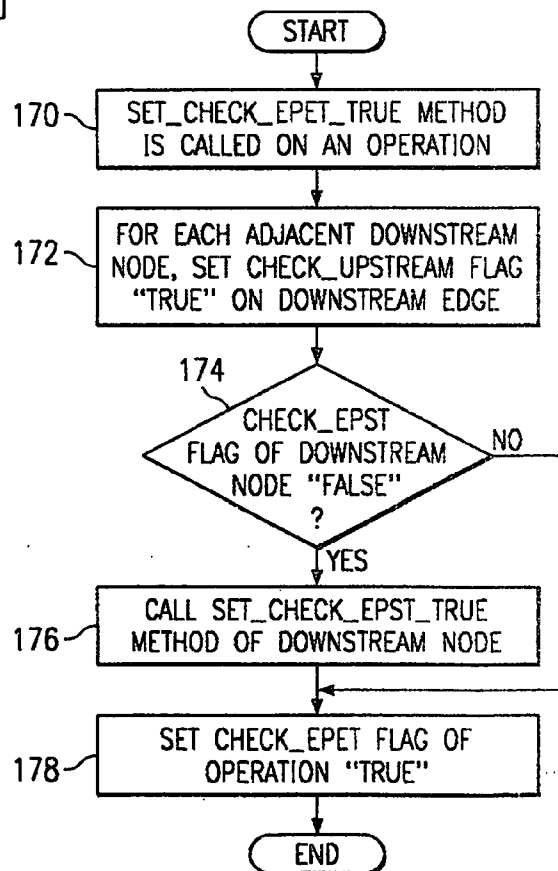 START
170
SET_CHECK_EPET_TRUE METHOD
IS CALLED ON AN OPERATION
172
FOR EACH ADJACENT DOWNSTREAM
NODE, SET CHECK_UPSTREAM FLAG
"TRUE" ON DOWNSTREAM EDGE
174
CHECK_EPST
FLAG OF DOWNSTREAM
NODE "FALSE"
?
NO
YES
176
CALL SET_CHECK_EPST_TRUE
METHOD OF DOWNSTREAM NODE
178
SET CHECK_EPET FLAG OF
OPERATION "TRUE"
END